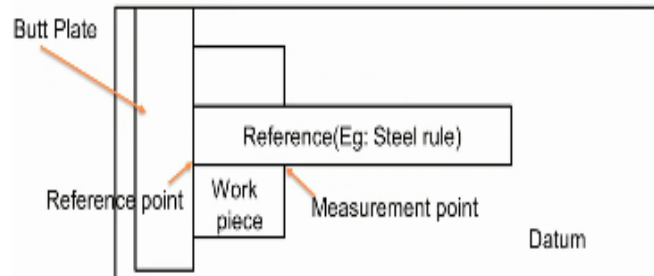 Butt Plate
Reference(Eg: Steel rule)
Reference point
Work
piece
Measurement point
Datum